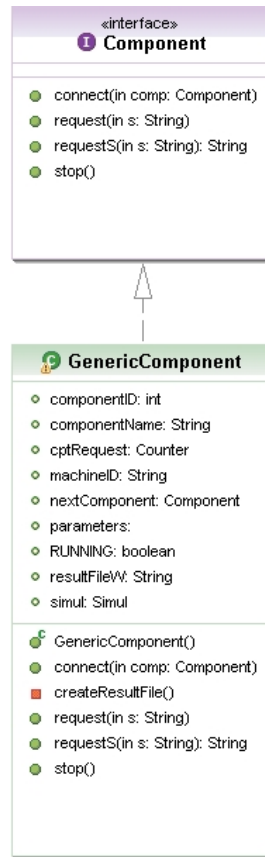 «interface»
I Component
connect(in comp: Component)
request(in s: String)
requestS(in s: String): String
stop()
C GenericComponent
componentID: int
componentName: String
cptRequest: Counter
machineID: String
nextComponent: Component
parameters:
RUNNING: boolean
resultFileW: String
simul: Simul
C GenericComponent()
connect(in comp: Component)
createResultFile()
request(in s: String)
requestS(in s: String): String
stop()